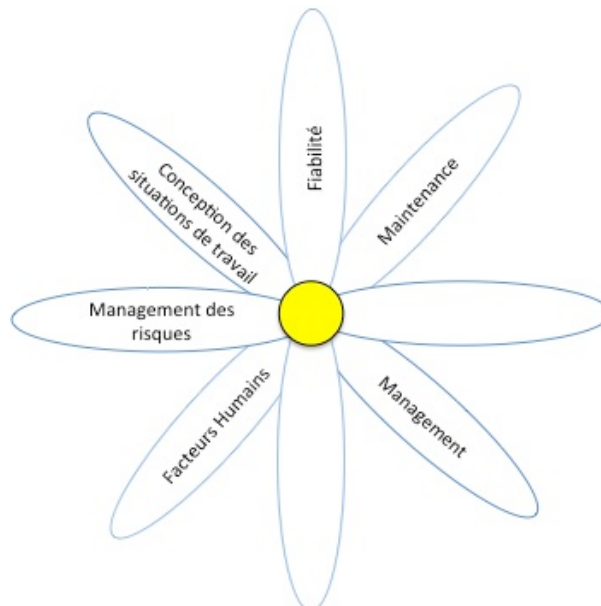 Fiabilité
Maintenance
Conception des
situations de travail
Management des
risques
Facteurs Humains
Management